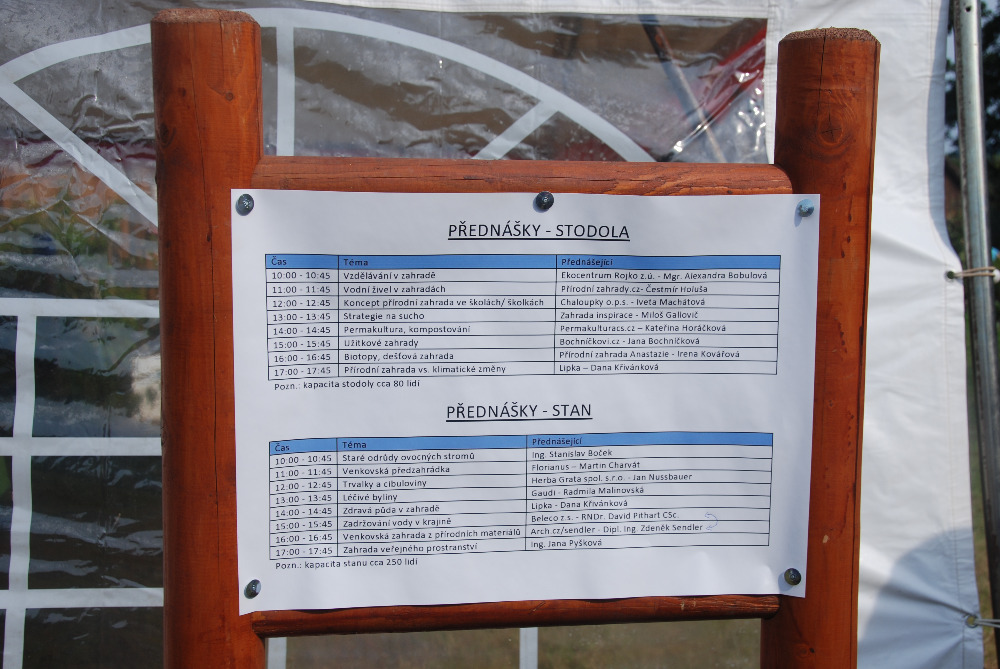 PŘEDNÁŠKY - STODOLA
Čas Téma Přednášející
10:00 - 10:45 Vzdělávání v zahradě Ekocentrum Rojko z.ú. - Mgr. Alexandra Bobulová
11:00 - 11:45 Vodní živel v zahradách Přírodní zahrady.cz- Čestmír Holuša
12:00 - 12:45 Koncept přírodní zahrada ve školách/ školkách Chaloupky o.p.s. - Iveta Machátová
13:00 - 13:45 Strategie na sucho Zahrada inspirace - Miloš Gallovič
14:00 - 14:45 Permakultura, kompostování Permakulturacs.cz – Kateřina Horáčková
15:00 - 15:45 Užitkové zahrady Bochníčkovi.cz - Jana Bochníčková
16:00 - 16:45 Biotopy, dešťová zahrada Přírodní zahrada Anastazie - Irena Kovářová
17:00 - 17:45 Přírodní zahrada vs. klimatické změny Lipka – Dana Křivánková
Pozn.: kapacita stodoly cca 80 lidí
PŘEDNÁŠKY - STAN
Čas Téma Přednášející
10:00 - 10:45 Staré odrůdy ovocných stromů Ing. Stanislav Boček
11:00 - 11:45 Venkovská předzahrádka Florianus – Martin Charvát
12:00 - 12:45 Trvalky a cibuloviny Herba Grata spol. s.r.o. - Jan Nussbauer
13:00 - 13:45 Léčivé byliny Gaudi - Radmila Malinovská
14:00 - 14:45 Zdravá půda v zahradě Lipka - Dana Křivánková
15:00 - 15:45 Zadržování vody v krajině Beleco z.s. - RNDr. David Pithart CSc.
16:00 - 16:45 Venkovská zahrada z přírodních materiálů Arch.cz/sendler - Dipl. Ing. Zdeněk Sendler
17:00 - 17:45 Zahrada veřejného prostranství Ing. Jana Pyšková
Pozn.: kapacita stanu cca 250 lidí